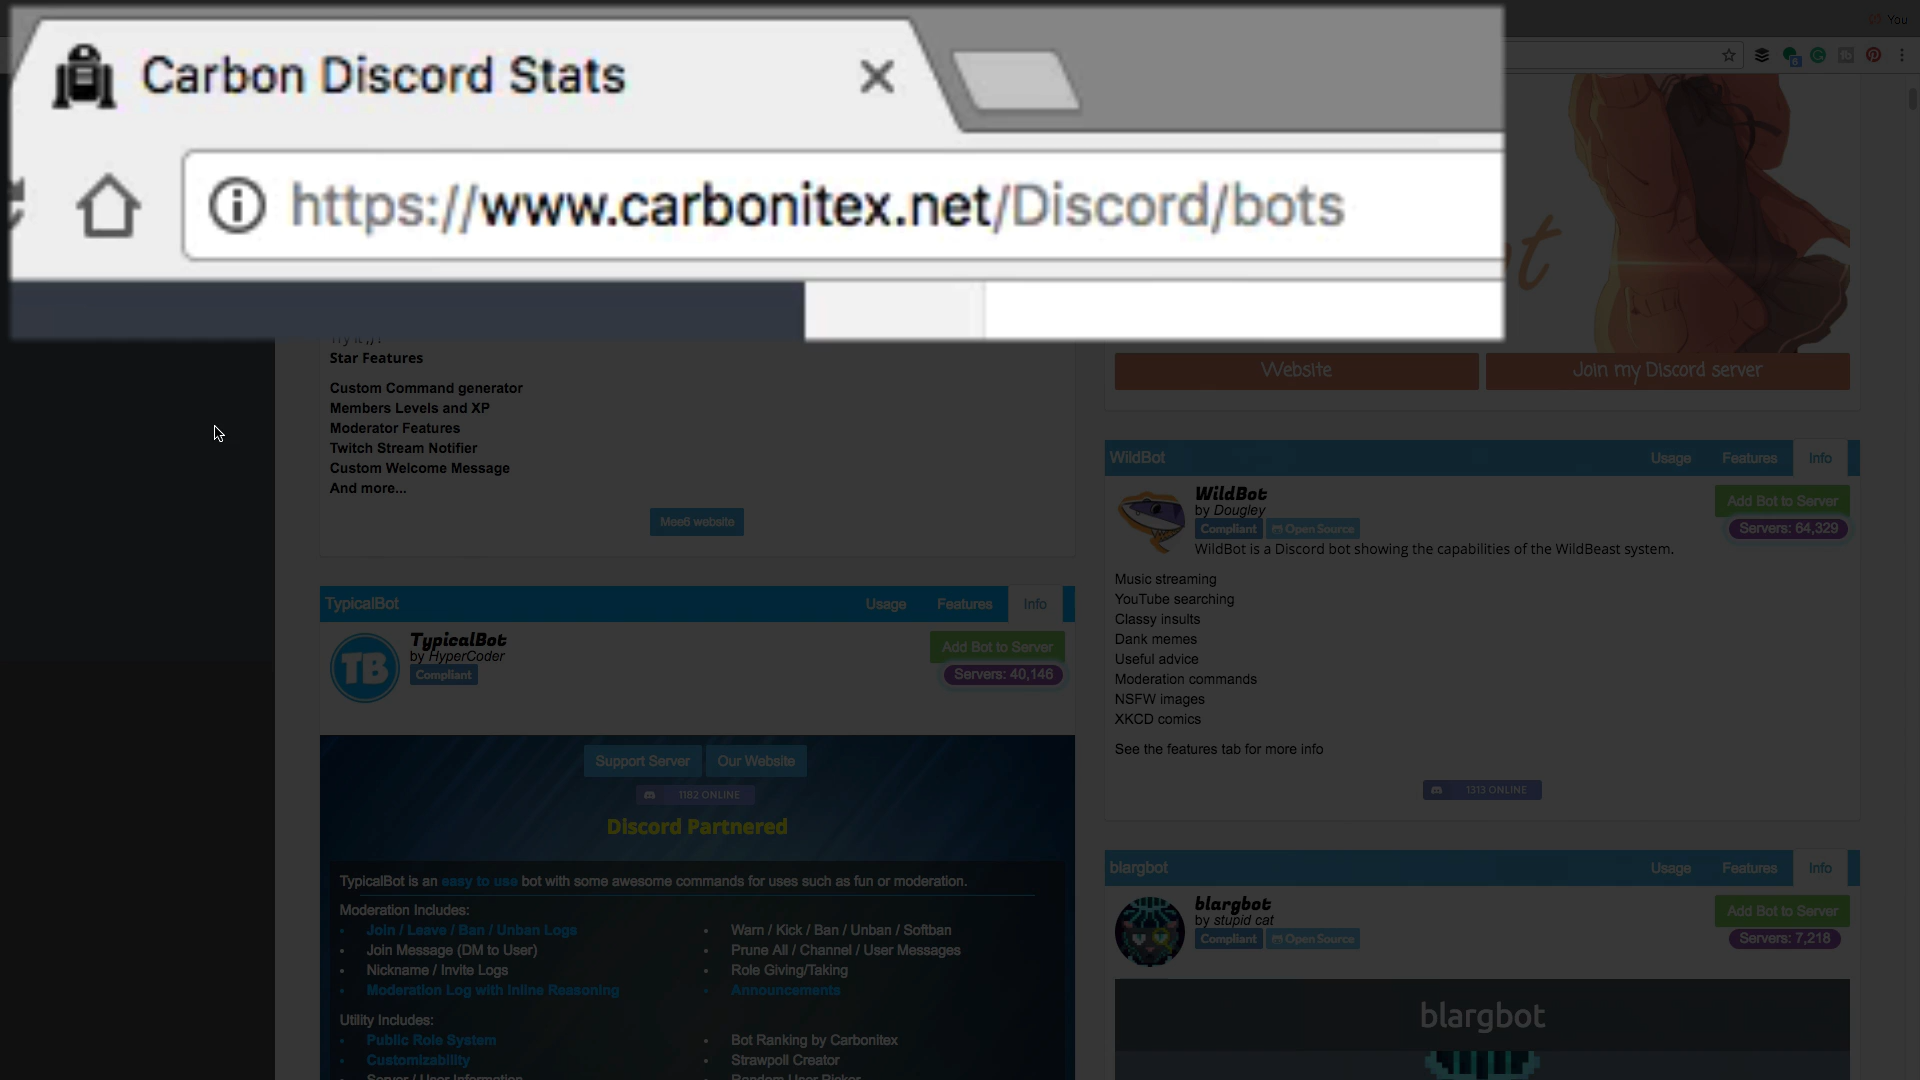 You
Carbon Discord Stats
https://www.carbonitex.net/Discord/bots
Star Features
Custom Command generator
Members Levels and XP
Moderator Features
Twitch Stream Notifier
Custom Welcome Message
And more...
Mee6 website
TypicalBot
Usage Features Info
TypicalBot
by HyperCoder
Compliant
Add Bot to Server
Servers: 40,146
Support Server Our Website
1182 ONLINE
Discord Partnered
TypicalBot is an easy to use bot with some awesome commands for uses such as fun or moderation.
Moderation Includes:
Join / Leave / Ban / Unban Logs
Join Message (DM to User)
Nickname / Invite Logs
Moderation Log with Inline Reasoning
Warn / Kick / Ban / Unban / Softban
Prune All / Channel / User Messages
Role Giving/Taking
Announcements
Utility Includes:
Public Role System
Customizability
Server / User Information
Bot Ranking by Carbonitex
Strawpoll Creator
Random User Picker
Website Join my Discord server
WildBot
Usage Features Info
WildBot
by Dougley
Compliant Open Source
Add Bot to Server
Servers: 64,329
WildBot is a Discord bot showing the capabilities of the WildBeast system.
Music streaming
YouTube searching
Classy insults
Dank memes
Useful advice
Moderation commands
NSFW images
XKCD comics
See the features tab for more info
1313 ONLINE
blargbot
Usage Features Info
blargbot
by stupid cat
Compliant Open Source
Add Bot to Server
Servers: 7,218
blargbot